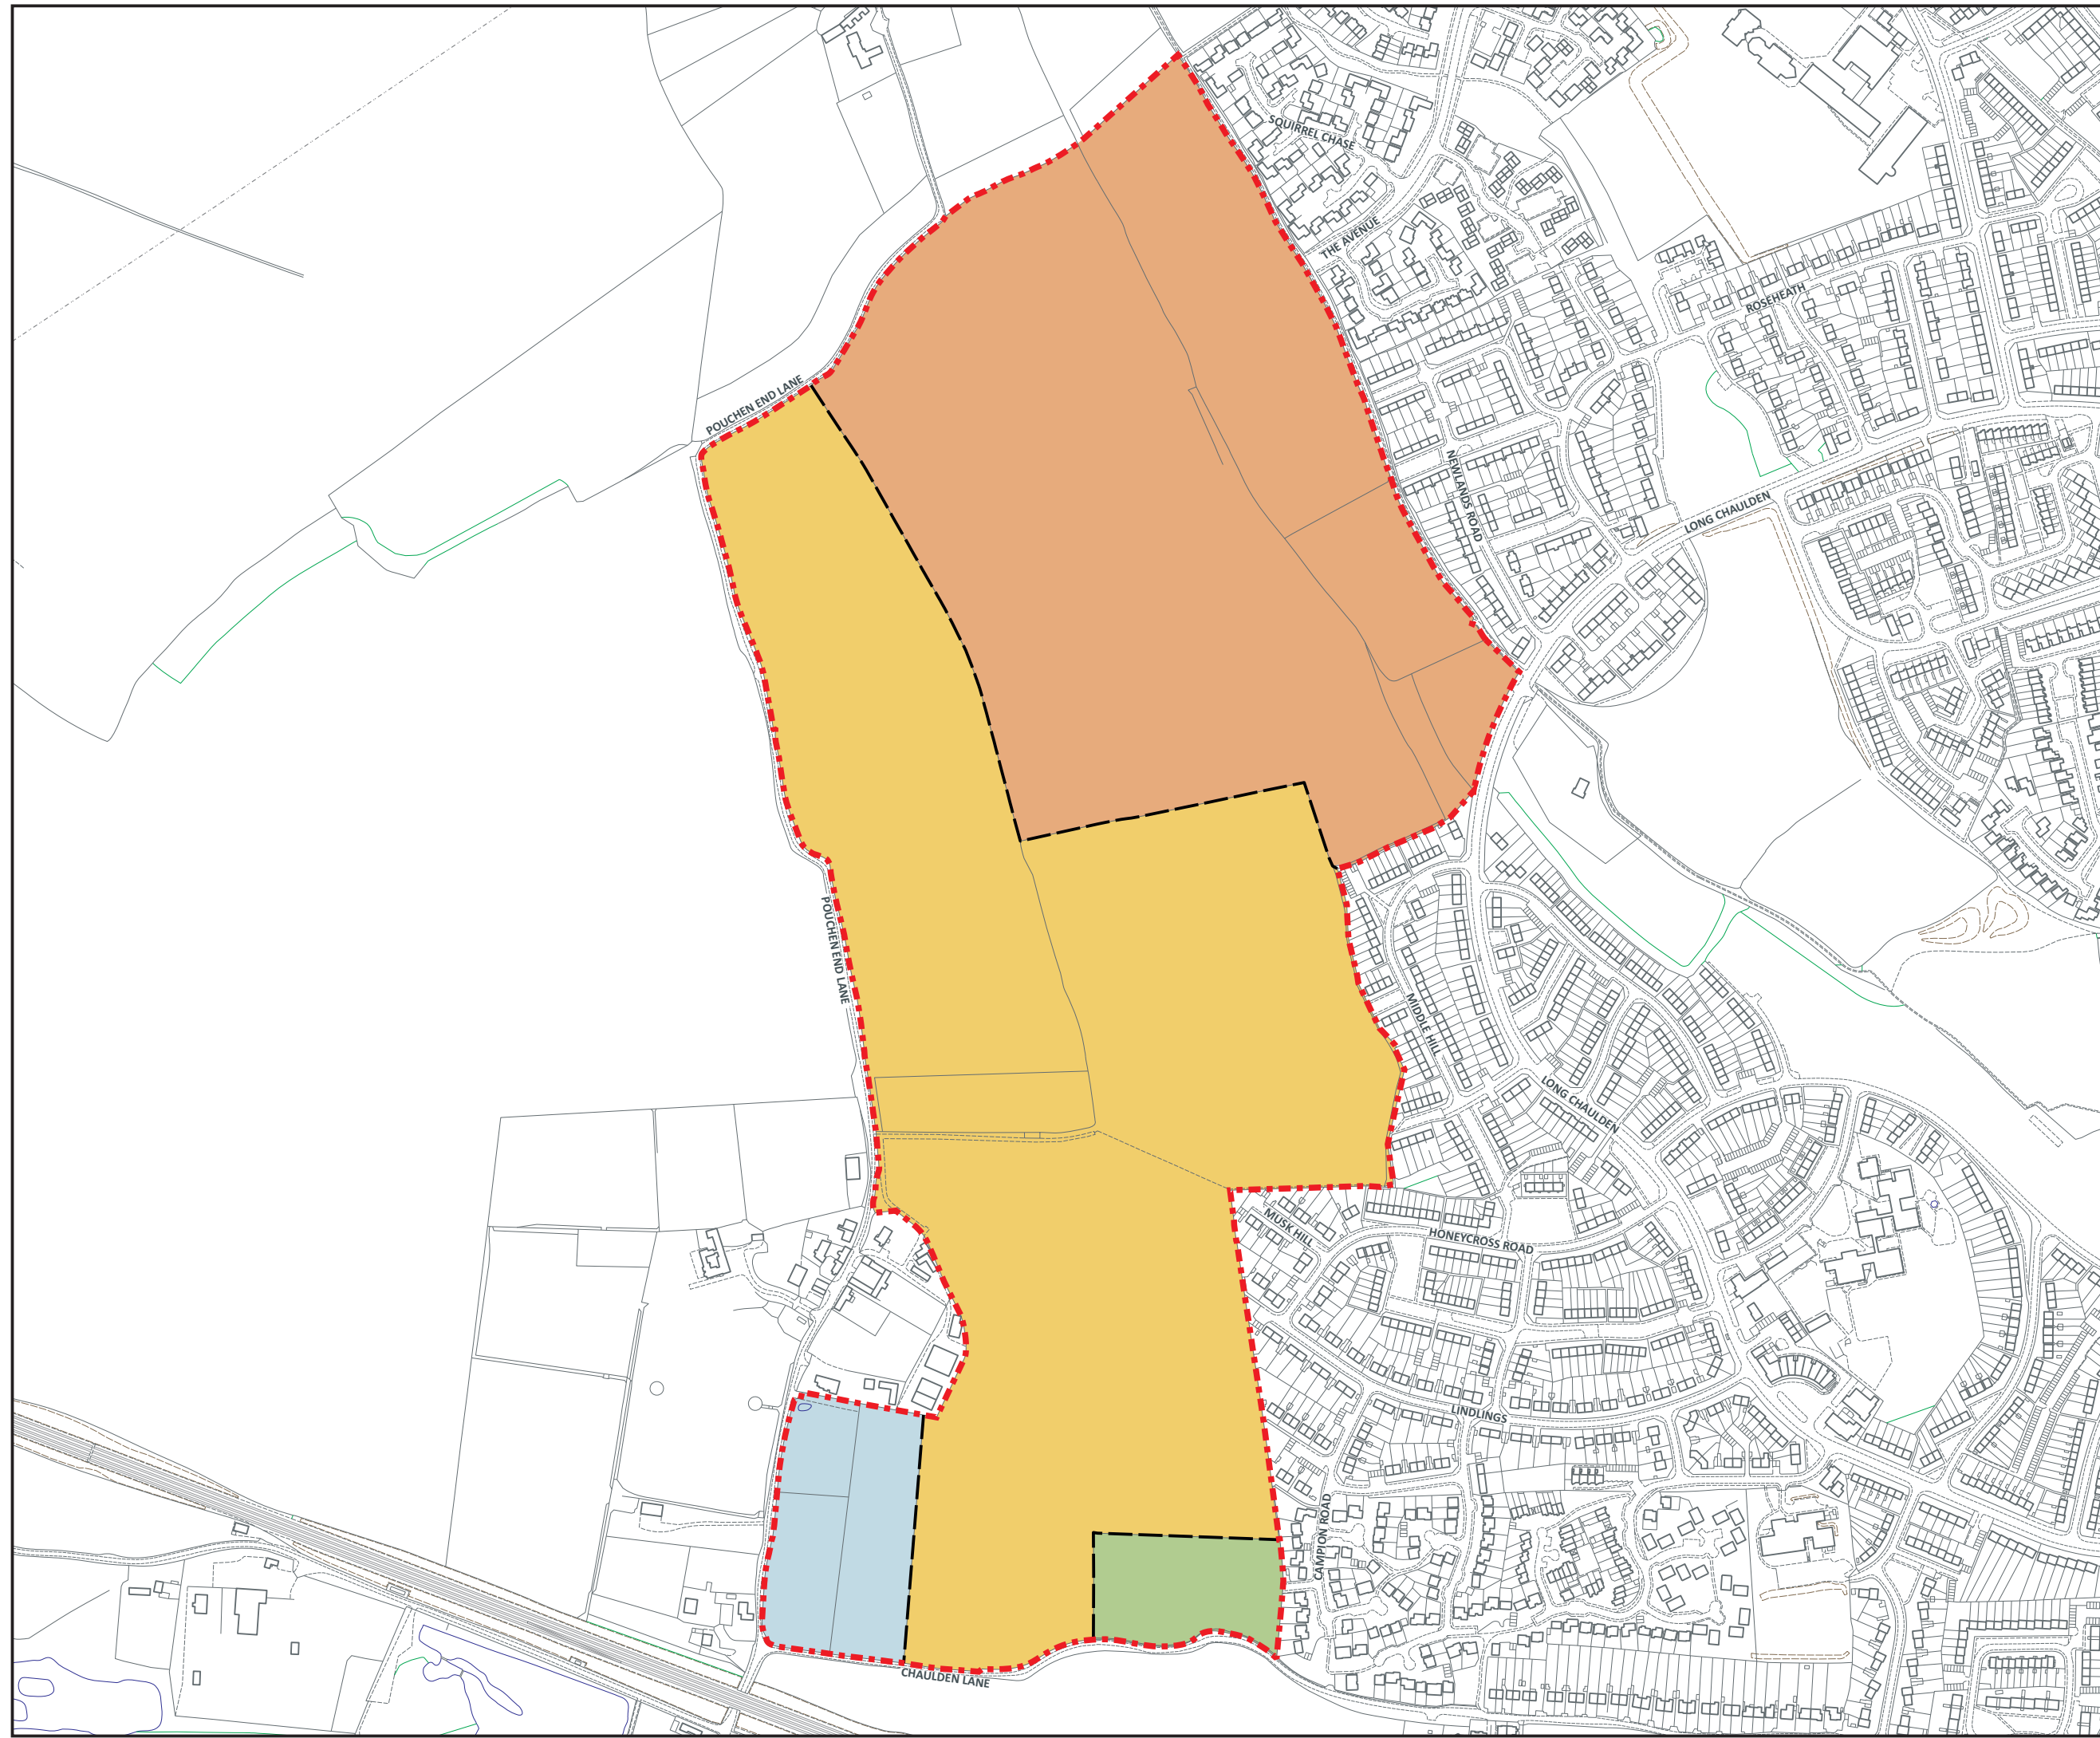 SQUIRREL CHASE
THE AVENUE
ROSEHEATH
POUCHEN END LANE
NEWLANDS ROAD
LONG CHAULDEN
POUCHEN END LANE
MIDDLE HILL
LONG CHAULDEN
MUSK HILL
HONEYCROSS ROAD
LINDLINGS
CAMPION ROAD
CHAULDEN LANE